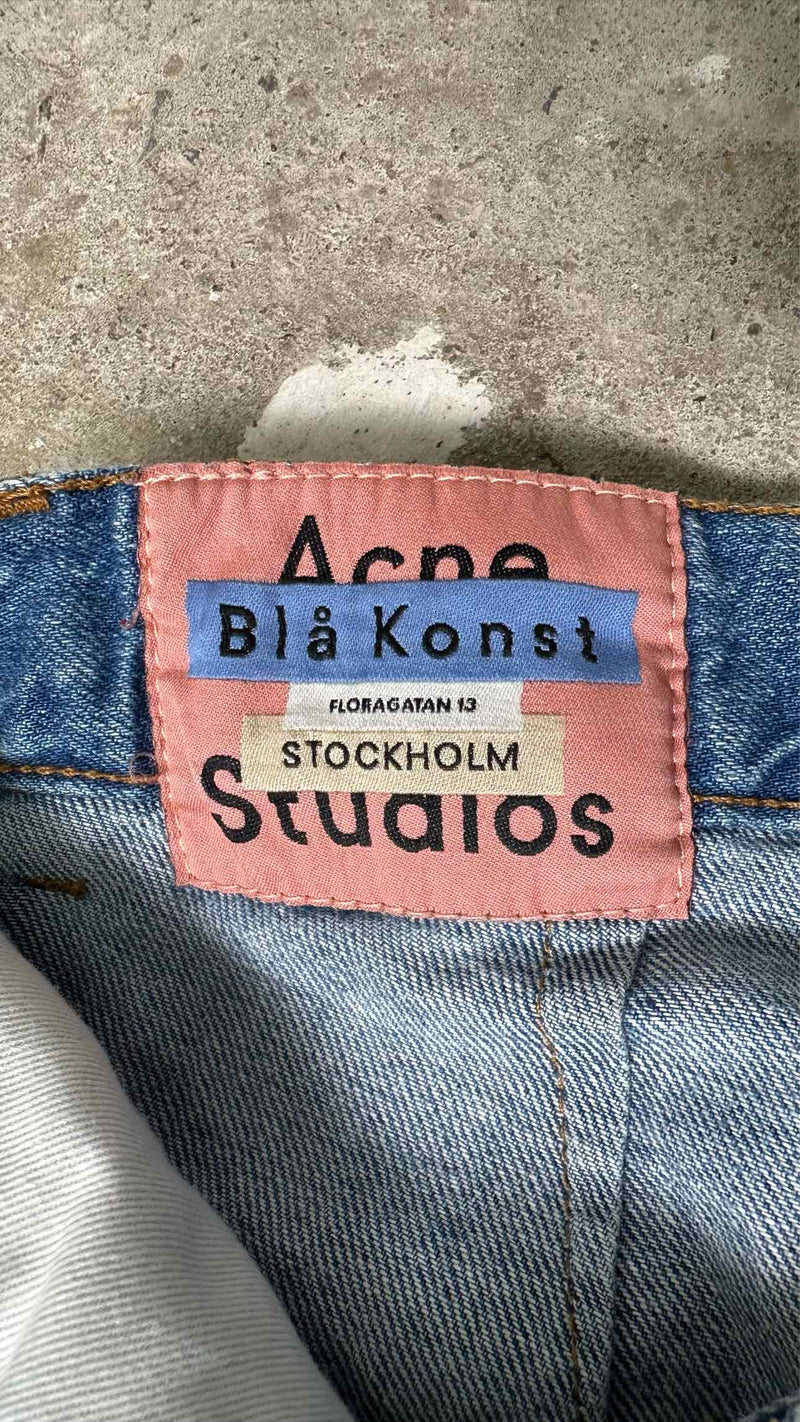 Acne
Blå Konst
FLORAGATAN 13
STOCKHOLM
Studios